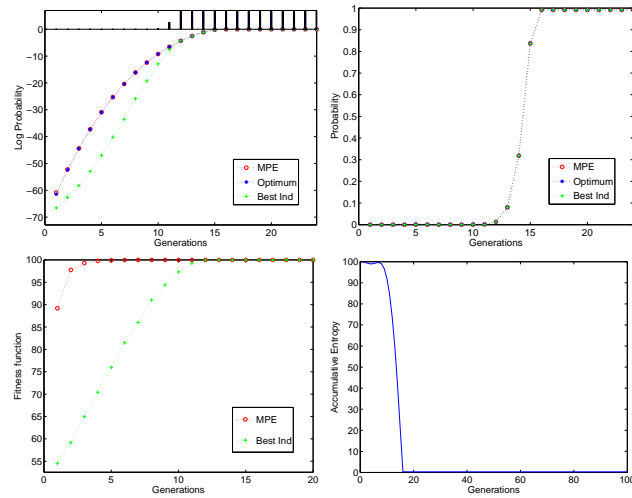 0
−10
−20
−30
−40
−50
−60
−70
Log Probability
MPE
Optimum
Best Ind
0 5 10 15 20
Generations
1
0.9
0.8
0.7
0.6
0.5
0.4
0.3
0.2
0.1
0
Probability
MPE
Optimum
Best Ind
0 5 10 15 20
Generations
100
95
90
85
80
75
70
65
60
55
Fitness function
MPE
Best Ind
0 5 10 15 20
Generations
100
90
80
70
60
50
40
30
20
10
0
Accumulative Entropy
0 20 40 60 80 100
Generations